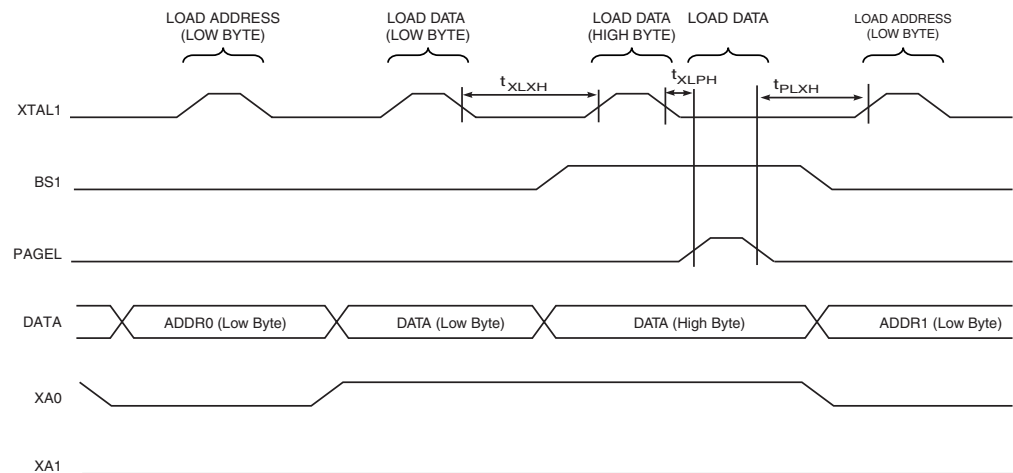 LOAD ADDRESS
(LOW BYTE)
LOAD DATA
(LOW BYTE)
LOAD DATA
(HIGH BYTE)
LOAD DATA
LOAD ADDRESS
(LOW BYTE)
tXLXH
tXLPH
tPLXH
XTAL1
BS1
PAGEL
DATA
ADDR0 (Low Byte)
DATA (Low Byte)
DATA (High Byte)
ADDR1 (Low Byte)
XA0
XA1